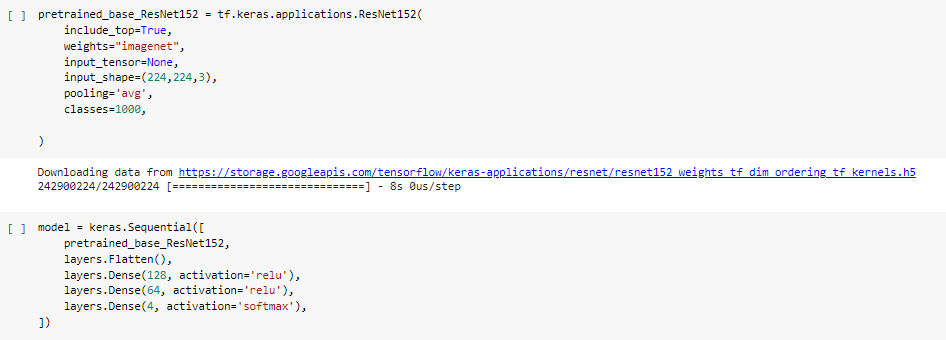 [ ] pretrained_base_ResNet152 = tf.keras.applications.ResNet152(
    include_top=True,
    weights="imagenet",
    input_tensor=None,
    input_shape=(224,224,3),
    pooling='avg',
    classes=1000,
)
Downloading data from https://storage.googleapis.com/tensorflow/keras-applications/resnet/resnet152_weights_tf_dim_ordering_tf_kernels.h5
242900224/242900224 [==============================] - 8s 0us/step
[ ] model = keras.Sequential([
    pretrained_base_ResNet152,
    layers.Flatten(),
    layers.Dense(128, activation='relu'),
    layers.Dense(64, activation='relu'),
    layers.Dense(4, activation='softmax'),
])